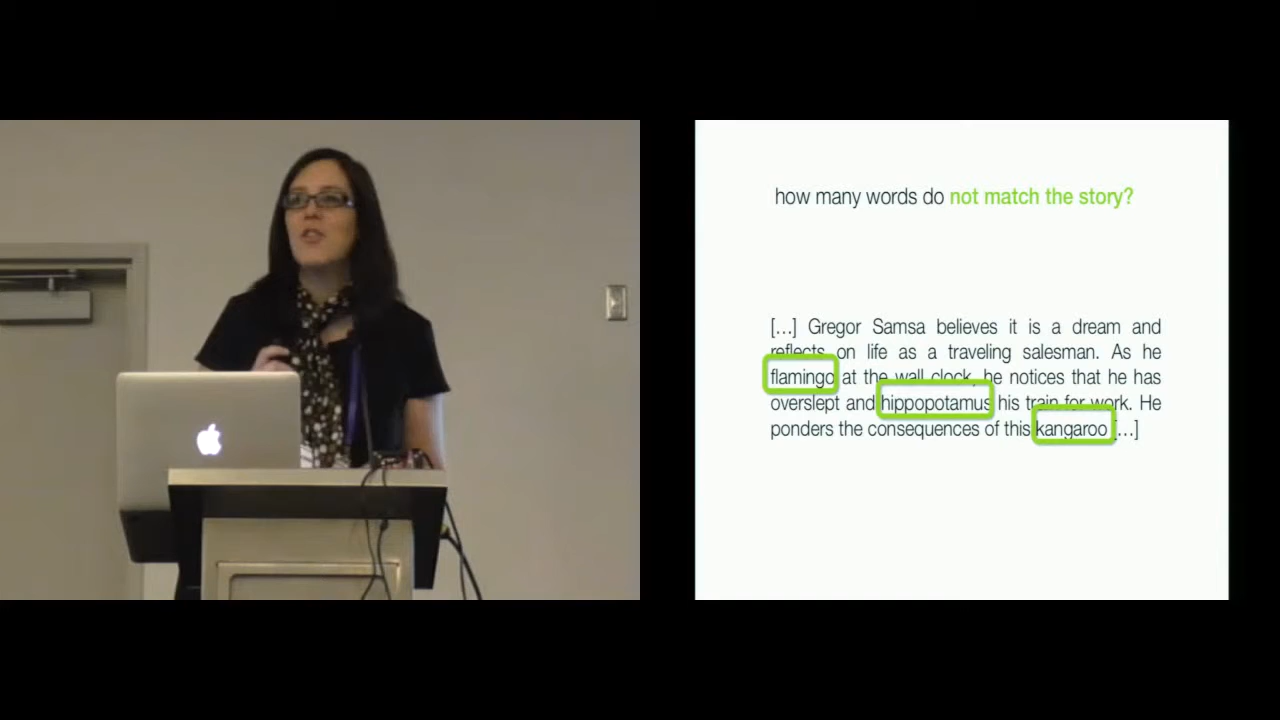 how many words do not match the story?
[...] Gregor Samsa believes it is a dream and
reflects on life as a traveling salesman. As he
flamingo at the wall clock, he notices that he has
overslept and hippopotamus his train for work. He
ponders the consequences of this kangaroo [...]